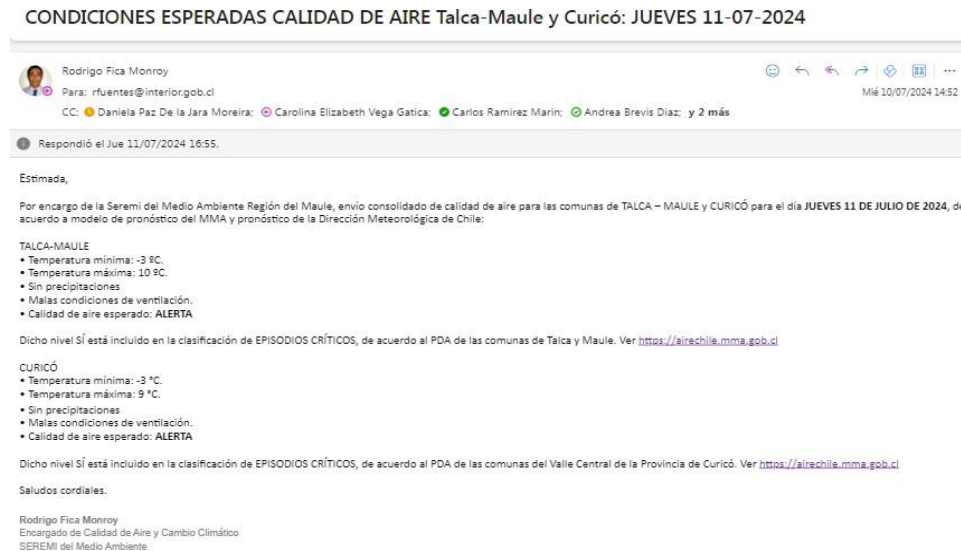 CONDICIONES ESPERADAS CALIDAD DE AIRE Talca-Maule y Curicó: JUEVES 11-07-2024
Rodrigo Fica Monroy
Para: rfuentes@interior.gob.cl
Mié 10/07/2024 14:52
CC: Daniela Paz De la Jara Moreira; Carolina Elizabeth Vega Gatica; Carlos Ramirez Marin; Andrea Brevis Diaz; y 2 más
Respondió el Jue 11/07/2024 16:55.
Estimada,
Por encargo de la Seremi del Medio Ambiente Región del Maule, envío consolidado de calidad de aire para las comunas de TALCA – MAULE y CURICÓ para el día JUEVES 11 DE JULIO DE 2024, de
acuerdo a modelo de pronóstico del MMA y pronóstico de la Dirección Meteorológica de Chile:
TALCA-MAULE
• Temperatura mínima: -3 ºC.
• Temperatura máxima: 10 ºC.
• Sin precipitaciones
• Malas condiciones de ventilación.
• Calidad de aire esperado: ALERTA
Dicho nivel SÍ está incluido en la clasificación de EPISODIOS CRÍTICOS, de acuerdo al PDA de las comunas de Talca y Maule. Ver https://airechile.mma.gob.cl
CURICÓ
• Temperatura mínima: -3 °C.
• Temperatura máxima: 9 °C.
• Sin precipitaciones
• Malas condiciones de ventilación.
• Calidad de aire esperado: ALERTA
Dicho nivel SÍ está incluido en la clasificación de EPISODIOS CRÍTICOS, de acuerdo al PDA de las comunas del Valle Central de la Provincia de Curicó. Ver https://airechile.mma.gob.cl
Saludos cordiales.
Rodrigo Fica Monroy
Encargado de Calidad de Aire y Cambio Climático
SEREMI del Medio Ambiente